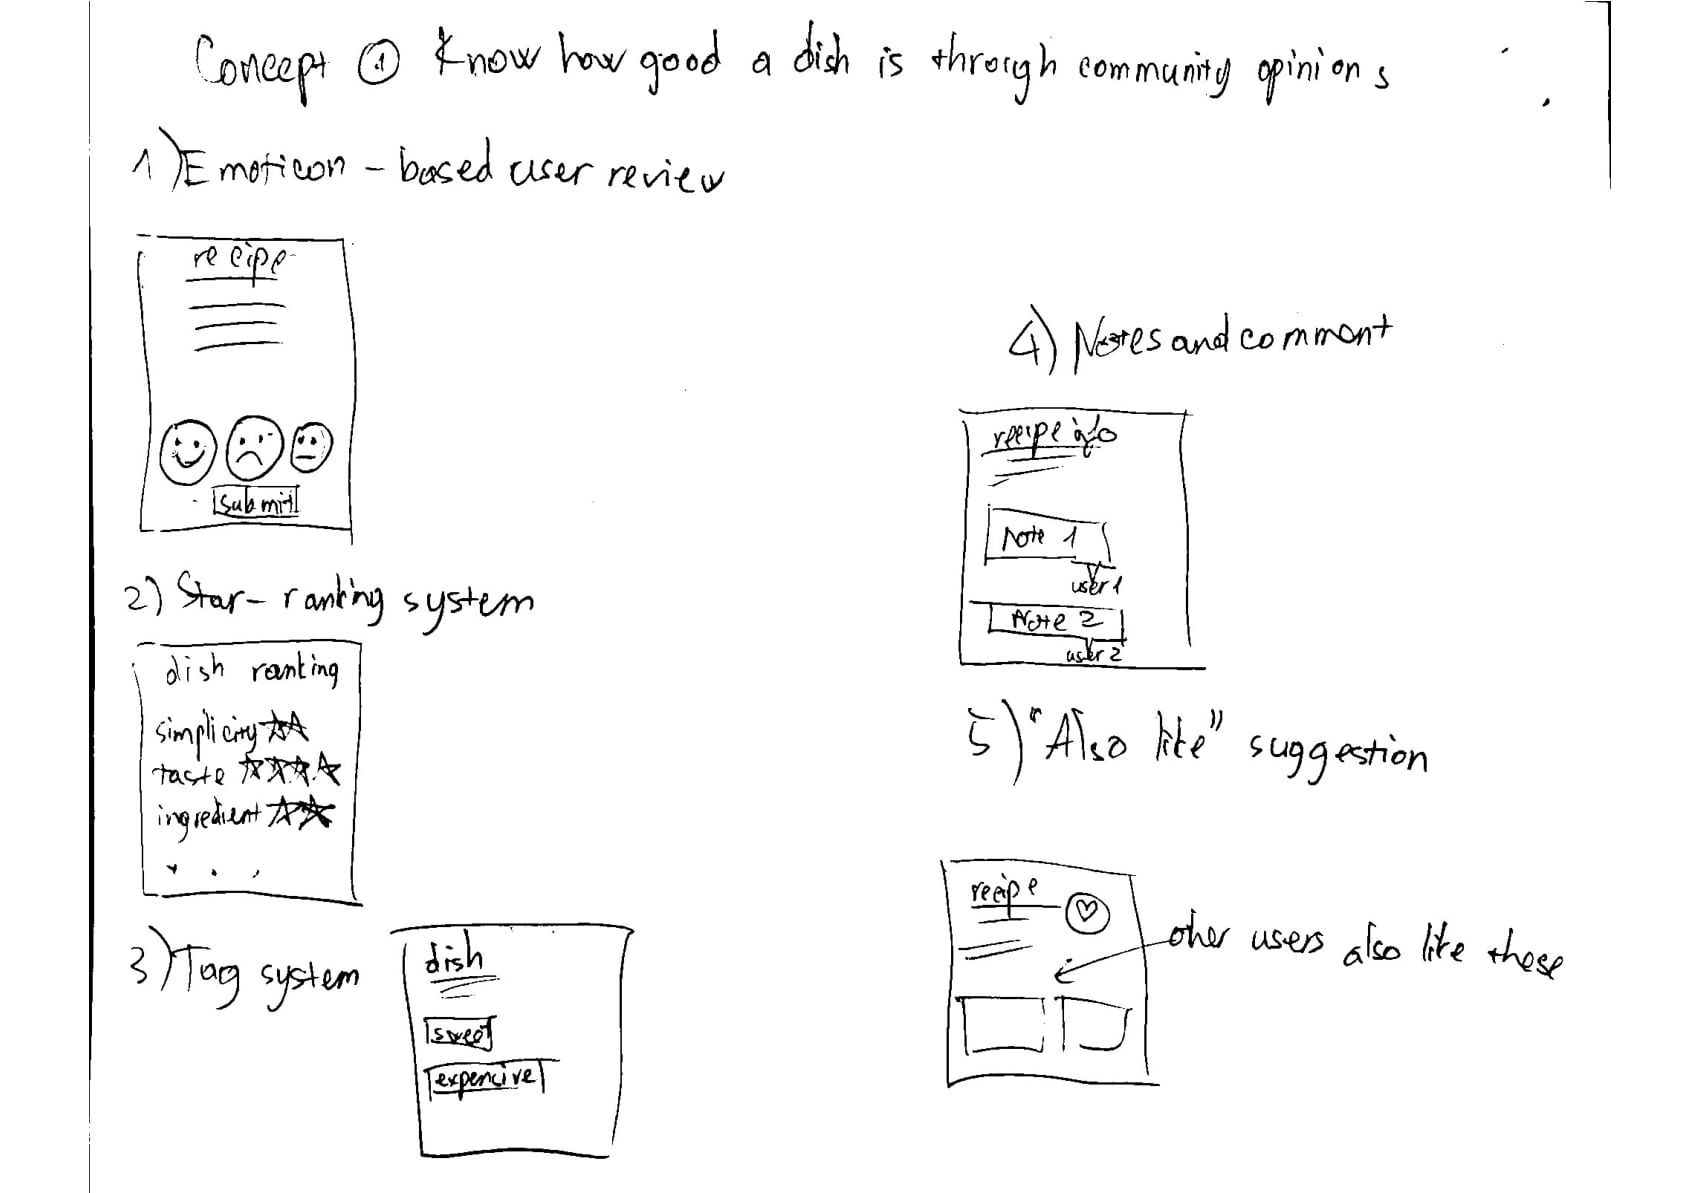 Concept ① Know how good a dish is through community opinions
1) Emoticon - based user review
recipe
submit
2) Star- ranking system
dish ranking
simplicity
taste
ingredient
. . .
3) Tag system
dish
sweet
expencive
4) Notes and comment
recipe info
Note 1
user 1
Note 2
user 2
5) "Also like" suggestion
recipe
other users also like these